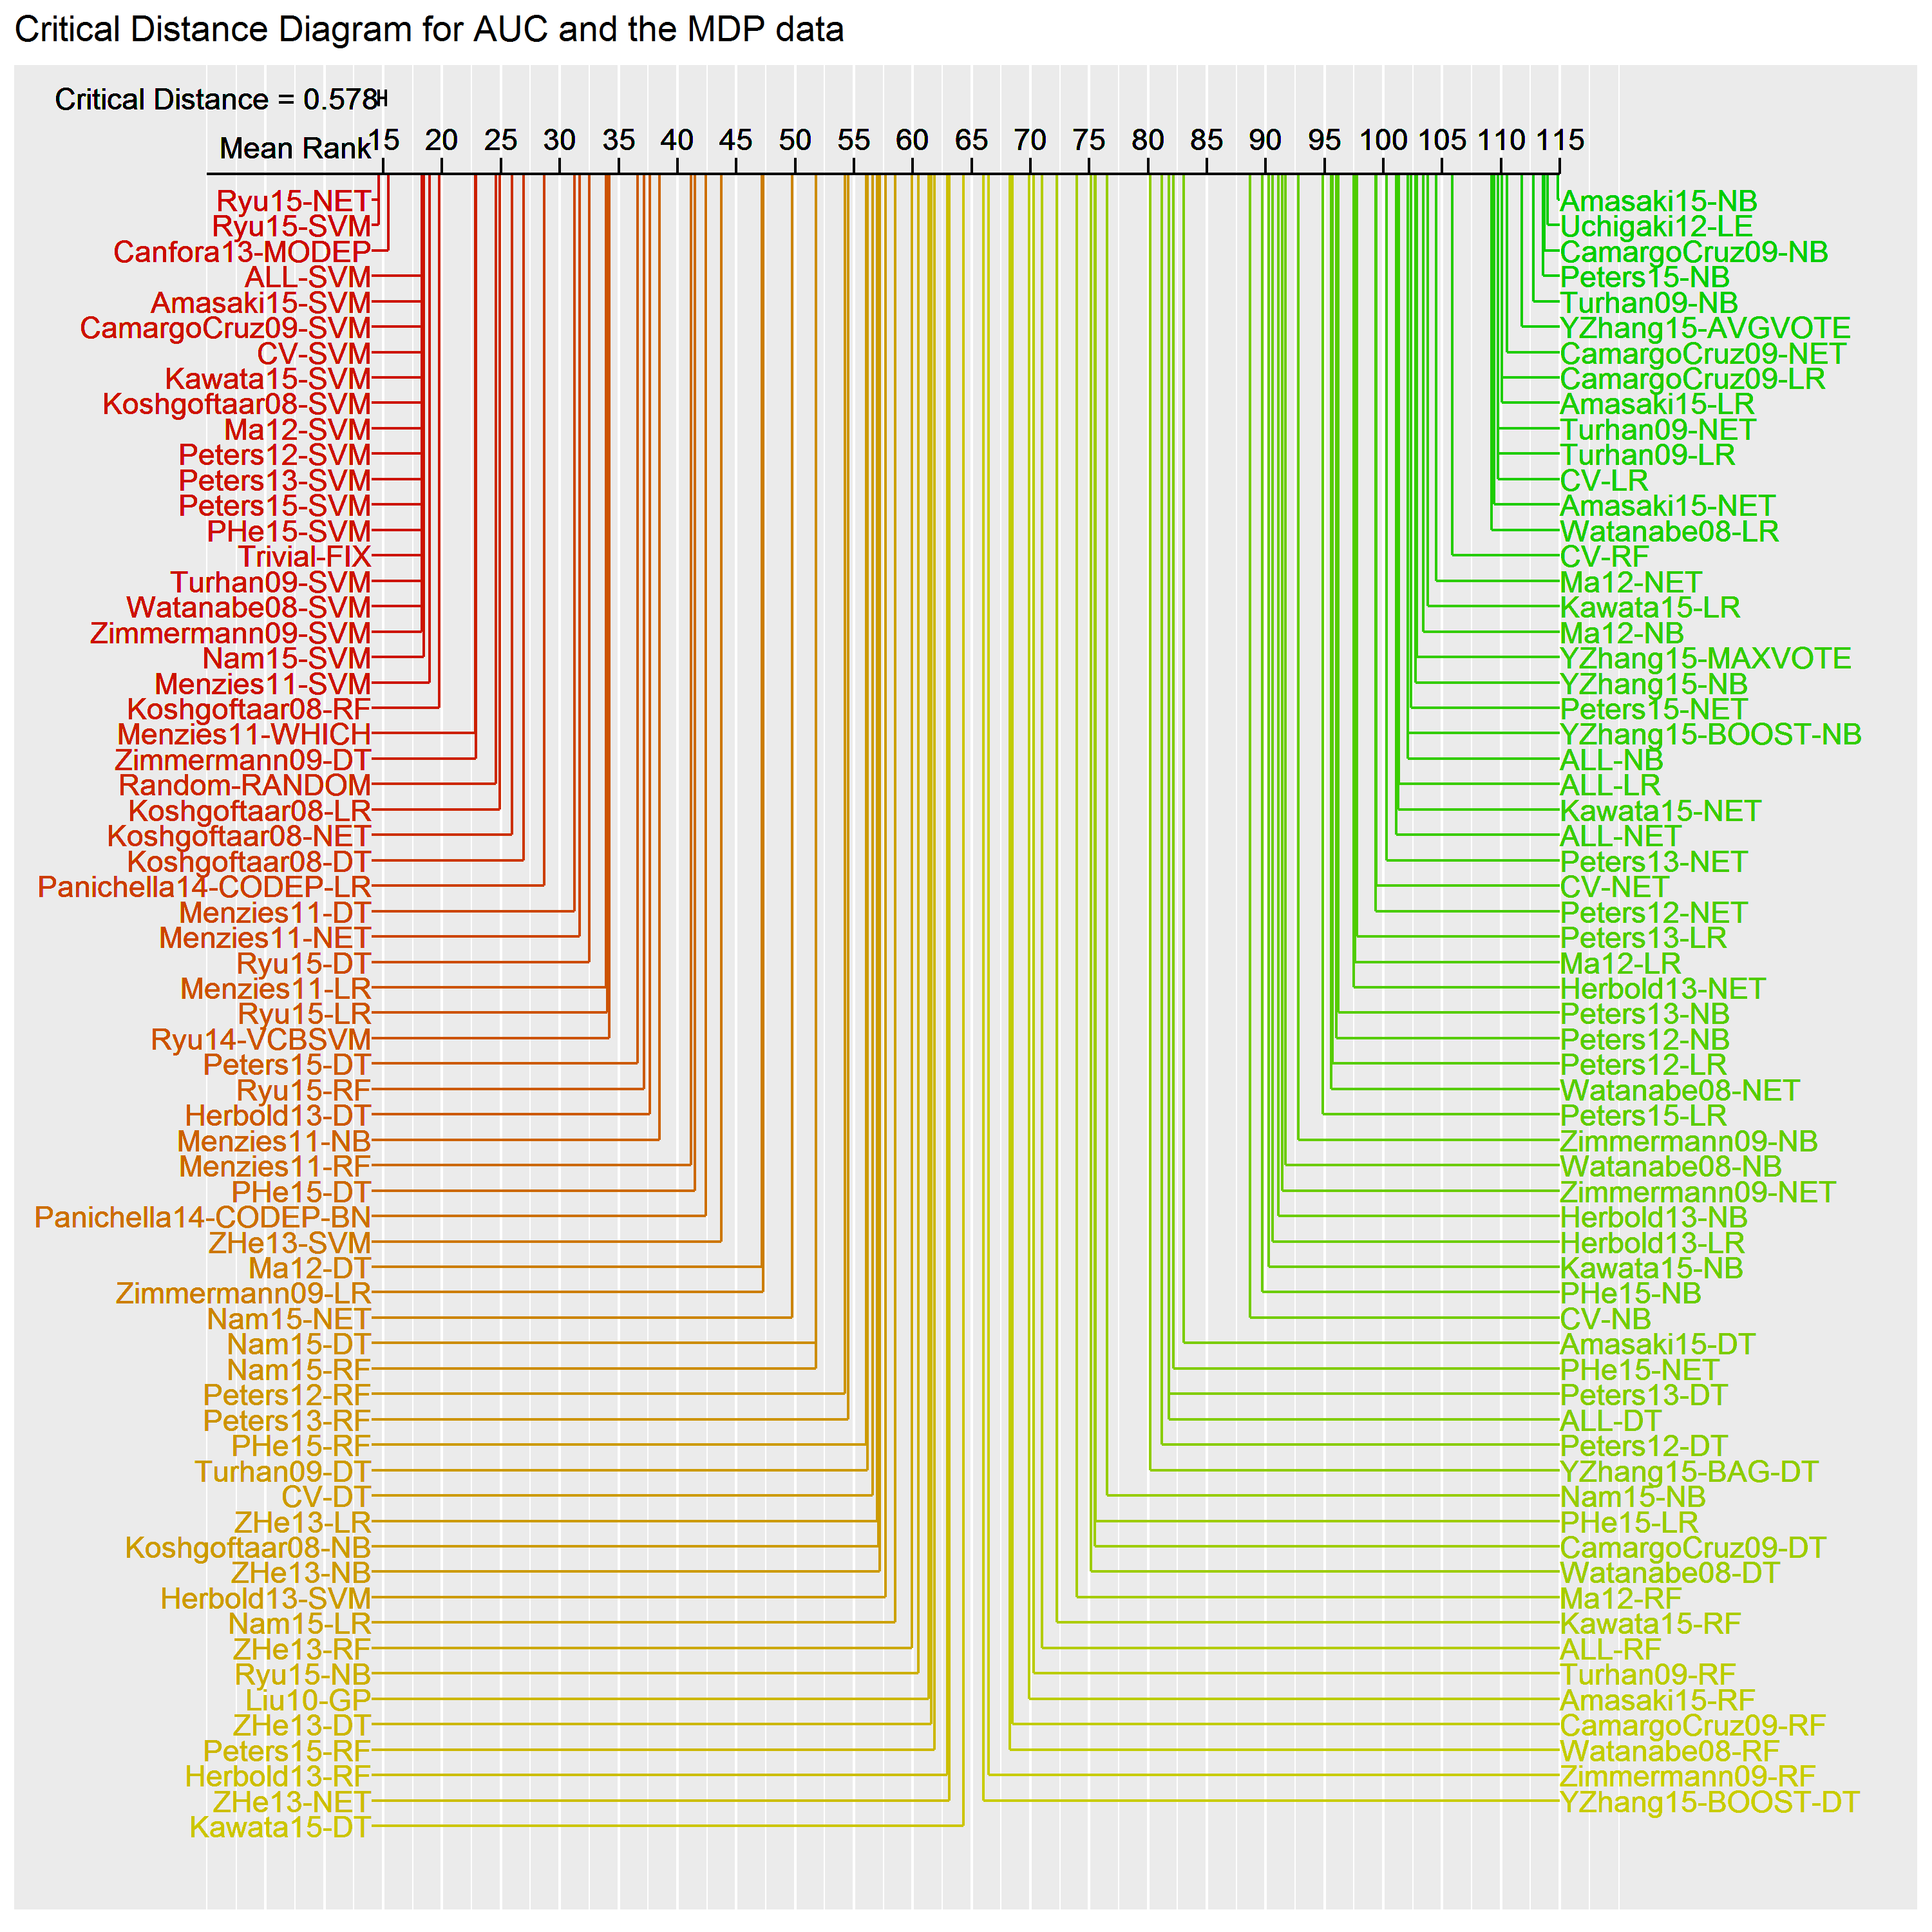 Critical Distance Diagram for AUC and the MDP data
Critical Distance = 0.578
Mean Rank
15 20 25 30 35 40 45 50 55 60 65 70 75 80 85 90 95 100 105 110 115
Ryu15-NET
Ryu15-SVM
Canfora13-MODEP
ALL-SVM
Amasaki15-SVM
CamargoCruz09-SVM
CV-SVM
Kawata15-SVM
Koshgoftaar08-SVM
Ma12-SVM
Peters12-SVM
Peters13-SVM
Peters15-SVM
PHe15-SVM
Trivial-FIX
Turhan09-SVM
Watanabe08-SVM
Zimmermann09-SVM
Nam15-SVM
Menzies11-SVM
Koshgoftaar08-RF
Menzies11-WHICH
Zimmermann09-DT
Random-RANDOM
Koshgoftaar08-LR
Koshgoftaar08-NET
Koshgoftaar08-DT
Panichella14-CODEP-LR
Menzies11-DT
Menzies11-NET
Ryu15-DT
Menzies11-LR
Ryu15-LR
Ryu14-VCBSVM
Peters15-DT
Ryu15-RF
Herbold13-DT
Menzies11-NB
Menzies11-RF
PHe15-DT
Panichella14-CODEP-BN
ZHe13-SVM
Ma12-DT
Zimmermann09-LR
Nam15-NET
Nam15-DT
Nam15-RF
Peters12-RF
Peters13-RF
PHe15-RF
Turhan09-DT
CV-DT
ZHe13-LR
Koshgoftaar08-NB
ZHe13-NB
Herbold13-SVM
Nam15-LR
ZHe13-RF
Ryu15-NB
Liu10-GP
ZHe13-DT
Peters15-RF
Herbold13-RF
ZHe13-NET
Kawata15-DT
Amasaki15-NB
Uchigaki12-LE
CamargoCruz09-NB
Peters15-NB
Turhan09-NB
YZhang15-AVGVOTE
CamargoCruz09-NET
CamargoCruz09-LR
Amasaki15-LR
Turhan09-NET
Turhan09-LR
CV-LR
Amasaki15-NET
Watanabe08-LR
CV-RF
Ma12-NET
Kawata15-LR
Ma12-NB
YZhang15-MAXVOTE
YZhang15-NB
Peters15-NET
YZhang15-BOOST-NB
ALL-NB
ALL-LR
Kawata15-NET
ALL-NET
Peters13-NET
CV-NET
Peters12-NET
Peters13-LR
Ma12-LR
Herbold13-NET
Peters13-NB
Peters12-NB
Peters12-LR
Watanabe08-NET
Peters15-LR
Zimmermann09-NB
Watanabe08-NB
Zimmermann09-NET
Herbold13-NB
Herbold13-LR
Kawata15-NB
PHe15-NB
CV-NB
Amasaki15-DT
PHe15-NET
Peters13-DT
ALL-DT
Peters12-DT
YZhang15-BAG-DT
Nam15-NB
PHe15-LR
CamargoCruz09-DT
Watanabe08-DT
Ma12-RF
Kawata15-RF
ALL-RF
Turhan09-RF
Amasaki15-RF
CamargoCruz09-RF
Watanabe08-RF
Zimmermann09-RF
YZhang15-BOOST-DT